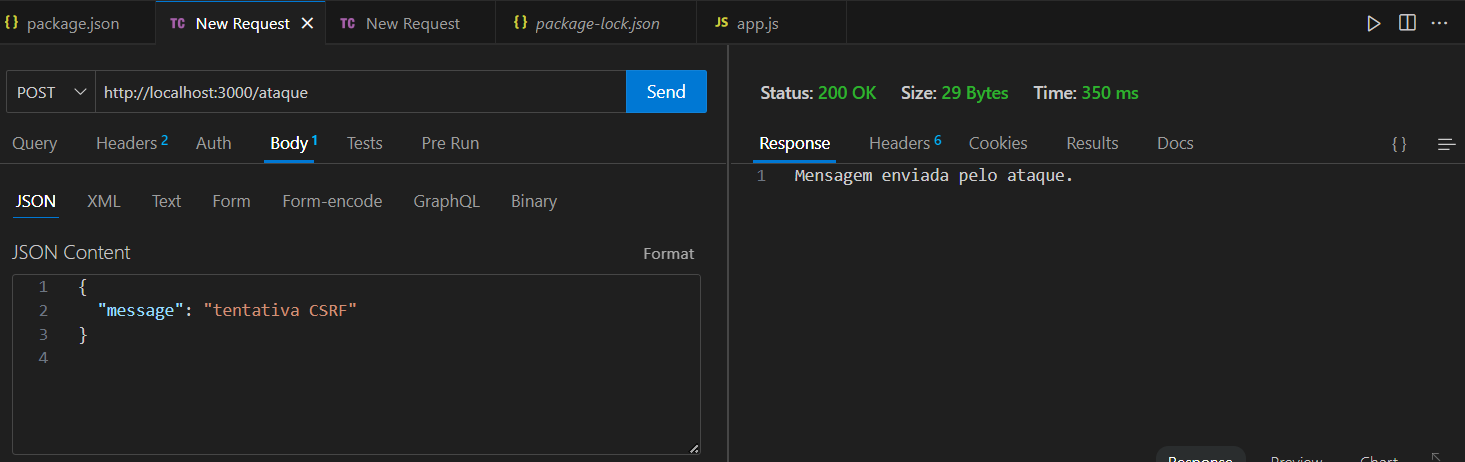 {} package.json TC New Request × TC New Request {} package-lock.json JS app.js ...
POST http://localhost:3000/ataque Send
Query Headers 2 Auth Body 1 Tests Pre Run
JSON XML Text Form Form-encode GraphQL Binary
JSON Content Format
1 {
2 "message": "tentativa CSRF"
3 }
4
Status: 200 OK Size: 29 Bytes Time: 350 ms
Response Headers 6 Cookies Results Docs {}
1 Mensagem enviada pelo ataque.
Response Preview Chart